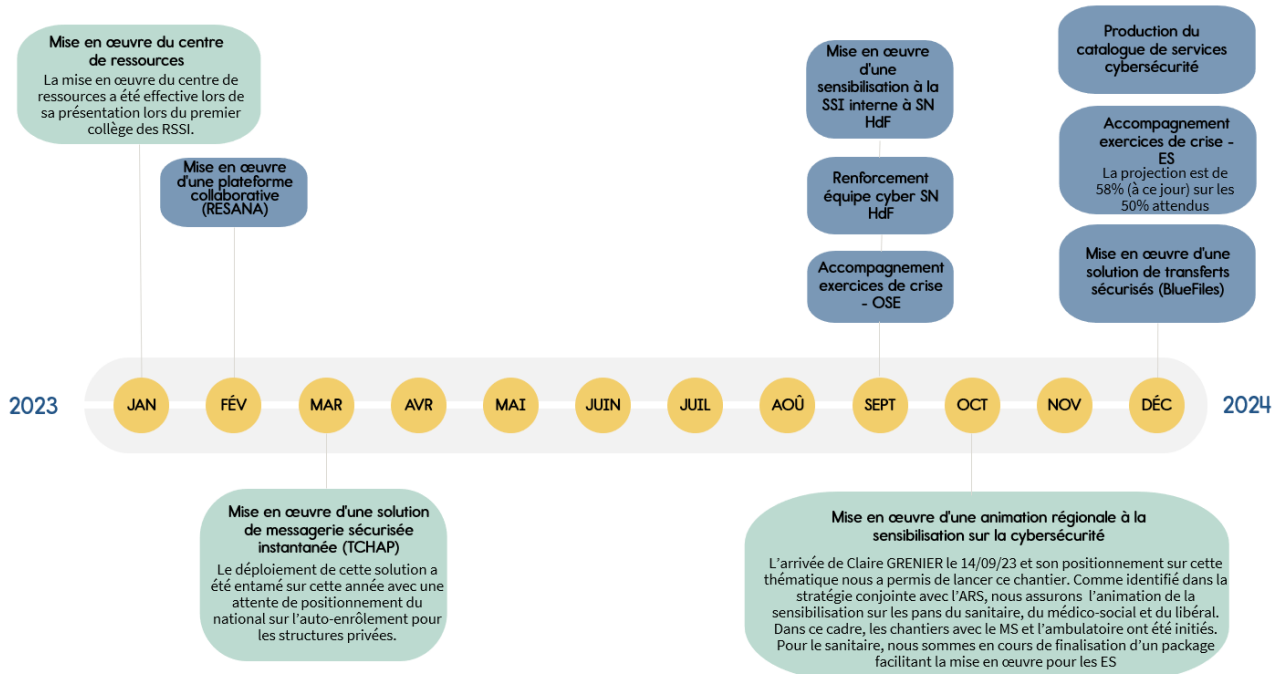 Mise en œuvre du centre
de ressources
La mise en œuvre du centre de
ressources a été effective lors de
sa présentation lors du premier
collège des RSSI.
Mise en œuvre
d'une plateforme
collaborative
(RESANA)
Mise en œuvre
d'une
sensibilisation à la
SSI interne à SN
HdF
Renforcement
équipe cyber SN
HdF
Accompagnement
exercices de crise
- OSE
Production du
catalogue de services
cybersécurité
Accompagnement
exercices de crise -
ES
La projection est de
58% (à ce jour) sur les
50% attendus
Mise en œuvre d'une
solution de transferts
sécurisés (BlueFiles)
2023
JAN
FÉV
MAR
AVR
MAI
JUIN
JUIL
AOÛ
SEPT
OCT
NOV
DÉC
2024
Mise en œuvre d'une solution
de messagerie sécurisée
instantanée (TCHAP)
Le déploiement de cette solution a
été entamé sur cette année avec une
attente de positionnement du
national sur l'auto-enrôlement pour
les structures privées.
Mise en œuvre d'une animation régionale à la
sensibilisation sur la cybersécurité
L'arrivée de Claire GRENIER le 14/09/23 et son positionnement sur cette
thématique nous a permis de lancer ce chantier. Comme identifié dans la
stratégie conjointe avec l'ARS, nous assurons l'animation de la
sensibilisation sur les pans du sanitaire, du médico-social et du libéral.
Dans ce cadre, les chantiers avec le MS et l'ambulatoire ont été initiés.
Pour le sanitaire, nous sommes en cours de finalisation d'un package
facilitant la mise en œuvre pour les ES